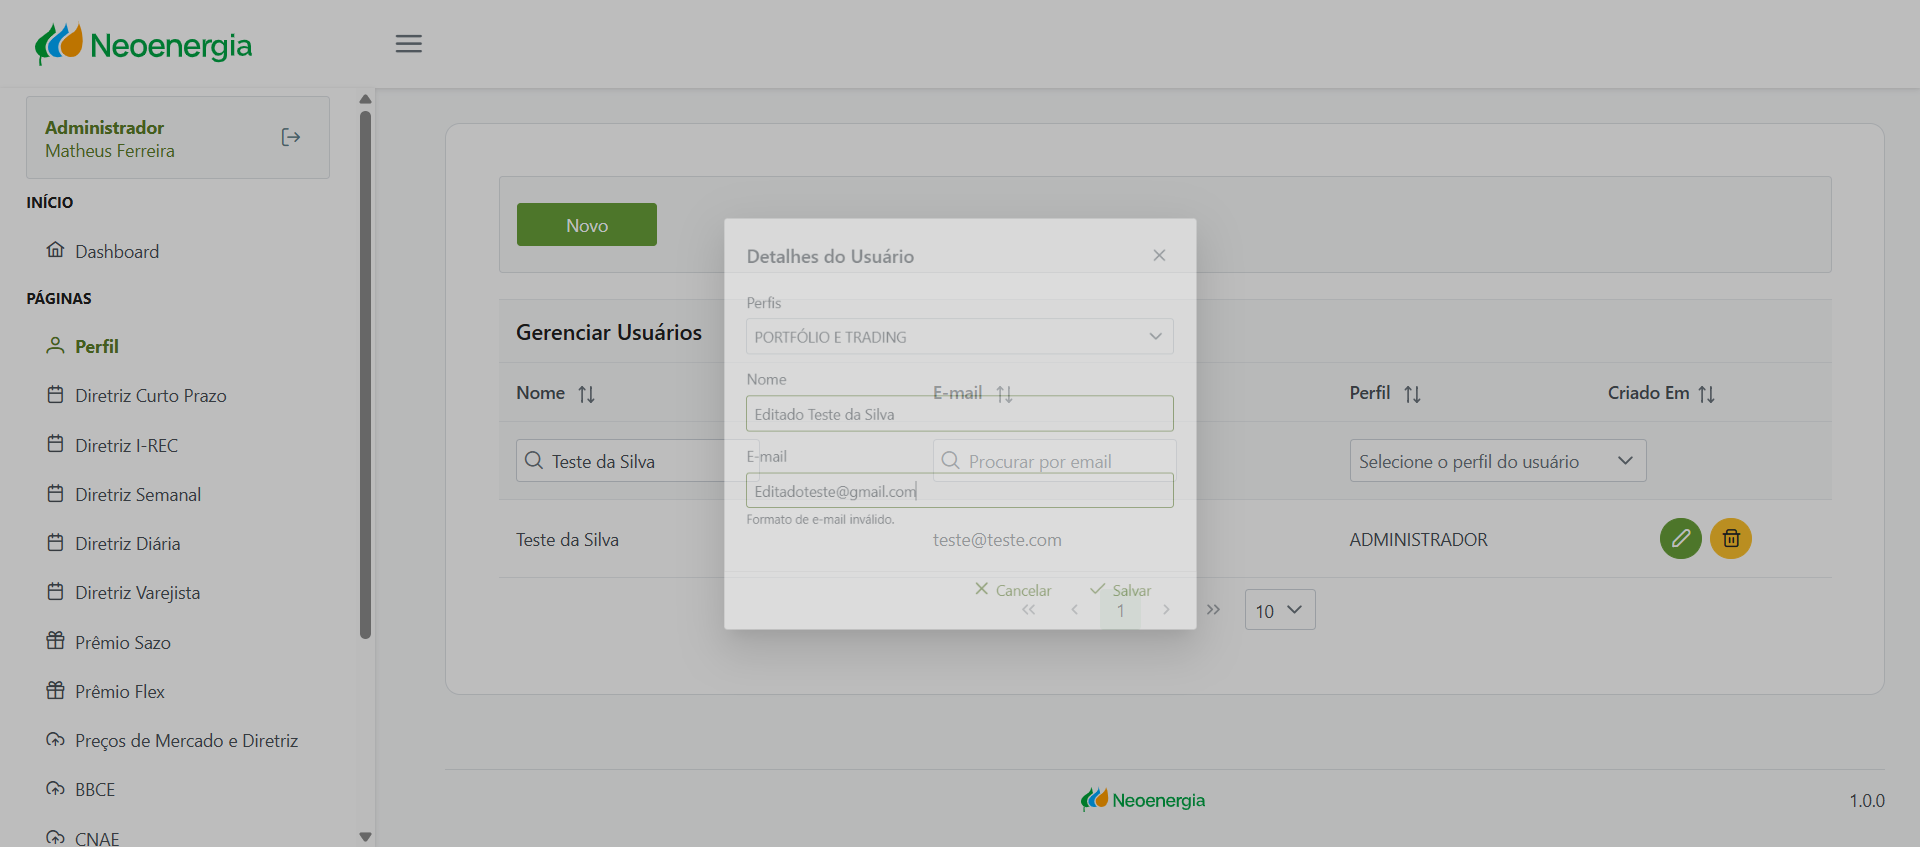 Neoenergia
Administrador
Matheus Ferreira
INÍCIO
Dashboard
PÁGINAS
Perfil
Diretriz Curto Prazo
Diretriz I-REC
Diretriz Semanal
Diretriz Diária
Diretriz Varejista
Prêmio Sazo
Prêmio Flex
Preços de Mercado e Diretriz
BBCE
CNAE
Novo
Gerenciar Usuários
Nome E-mail Perfil Criado Em
Teste da Silva Procurar por email Selecione o perfil do usuário
Teste da Silva teste@teste.com ADMINISTRADOR
1 10
Detalhes do Usuário
Perfis
PORTFÓLIO E TRADING
Nome
Editado Teste da Silva
E-mail
Editadoteste@gmail.com
Formato de e-mail inválido.
Cancelar Salvar
Neoenergia
1.0.0